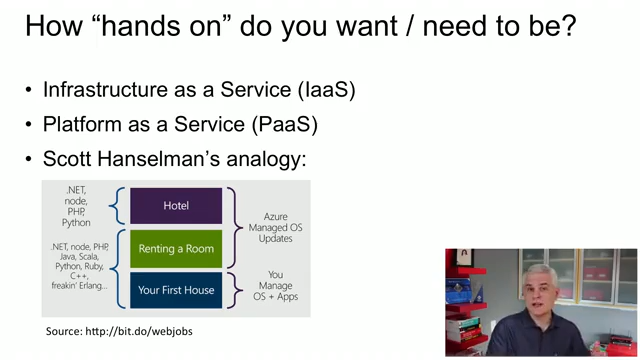 How “hands on” do you want / need to be?
• Infrastructure as a Service (IaaS)
• Platform as a Service (PaaS)
• Scott Hanselman’s analogy:
.NET,
node,
PHP,
Python
Hotel
Azure
Managed OS
Updates
.NET, node, PHP,
Java, Scala,
Python, Ruby,
C++,
freakin' Erlang...
Renting a Room
Your First House
You
Manage
OS + Apps
Source: http://bit.do/webjobs